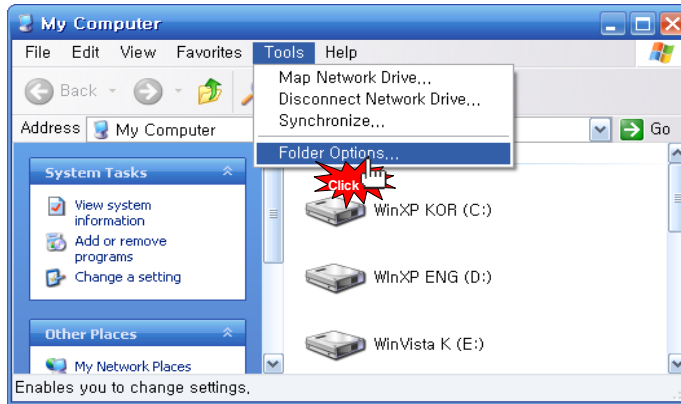 My Computer
File Edit View Favorites Tools Help
Back
Address My Computer Go
Map Network Drive...
Disconnect Network Drive...
Synchronize...
Folder Options...
Click
System Tasks
View system
information
Add or remove
programs
Change a setting
Other Places
My Network Places
WinXP KOR (C:)
WInXP ENG (D:)
WinVista K (E:)
Enables you to change settings.